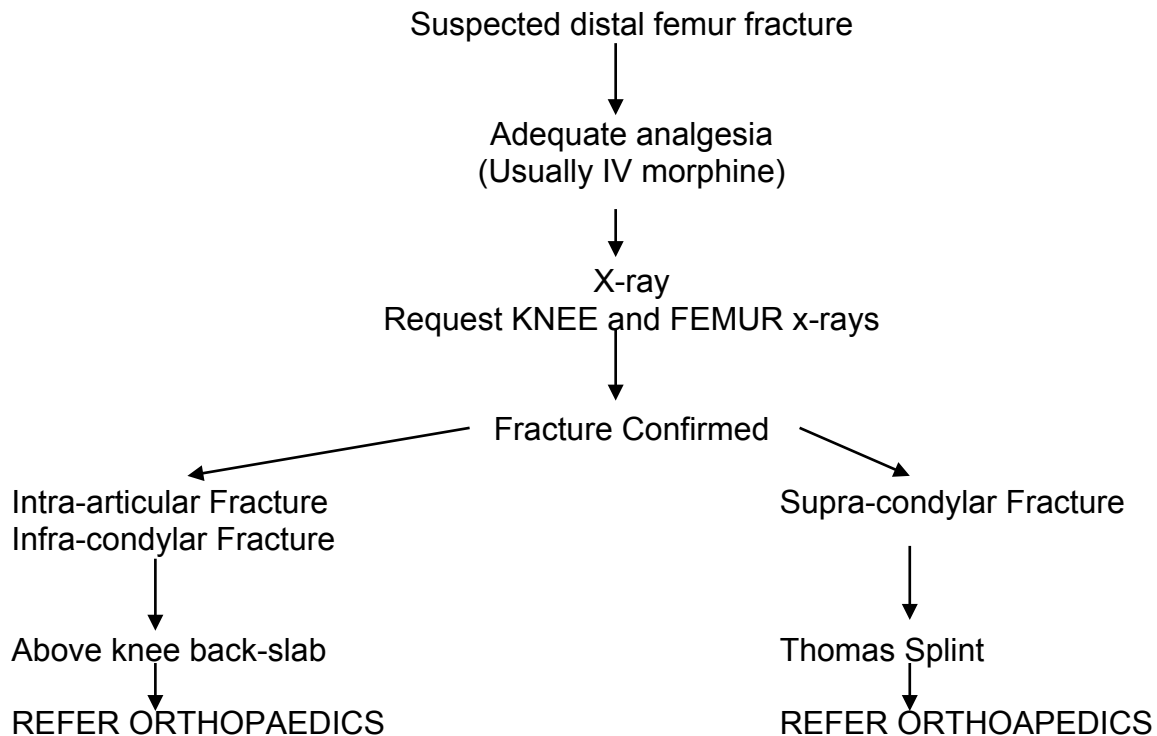 Suspected distal femur fracture
Adequate analgesia
(Usually IV morphine)
X-ray
Request KNEE and FEMUR x-rays
Fracture Confirmed
Intra-articular Fracture
Infra-condylar Fracture
Above knee back-slab
REFER ORTHOPAEDICS
Supra-condylar Fracture
Thomas Splint
REFER ORTHOAPEDICS